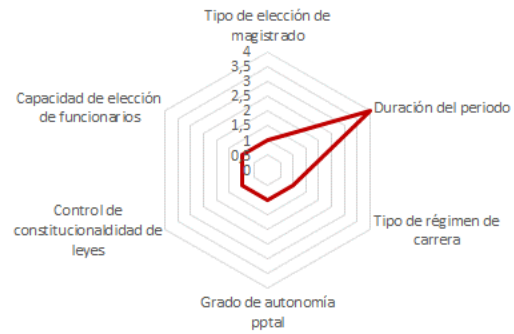 Tipo de elección de
magistrado
4
3,5
3
2,5
2
1,5
1
0,5
0
Duración del periodo
Tipo de régimen de
carrera
Grado de autonomía
pptal
Control de
constitucionaldidad de
leyes
Capacidad de elección
de funcionarios